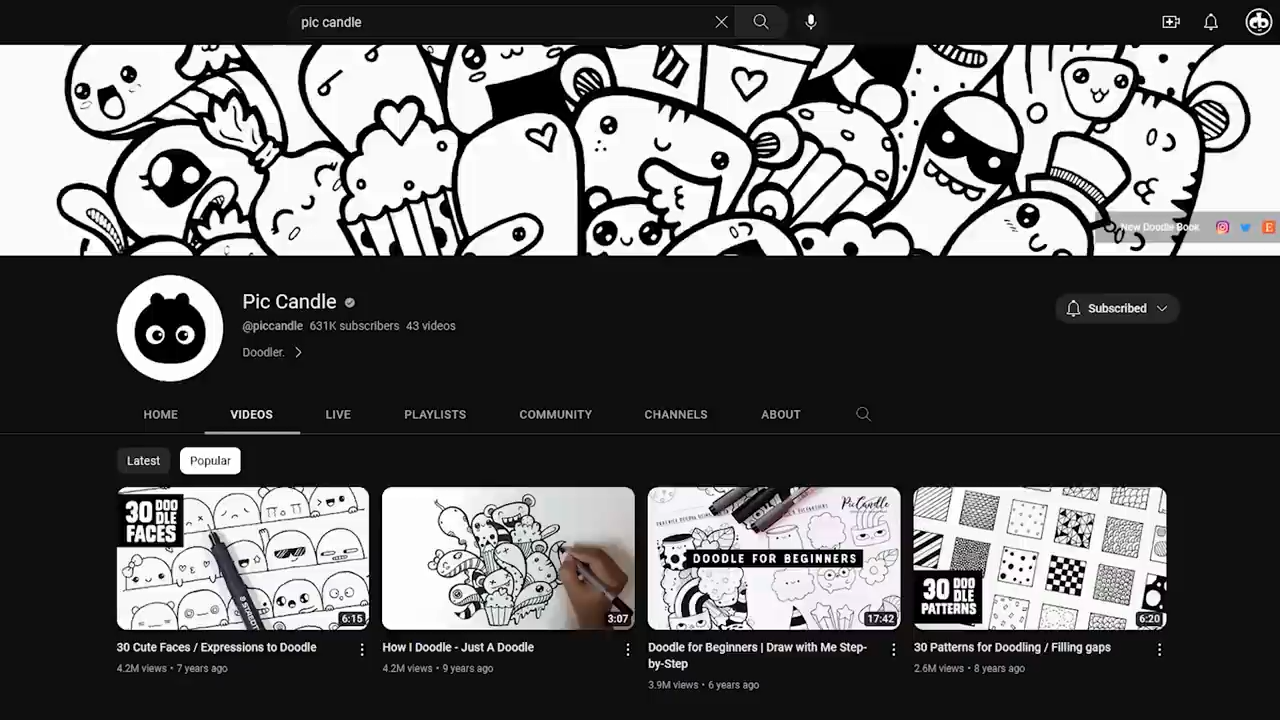 pic candle
New Doodle Book
Pic Candle
@piccandle 631K subscribers 43 videos
Doodler.
Subscribed
HOME VIDEOS LIVE PLAYLISTS COMMUNITY CHANNELS ABOUT
Latest Popular
30 DOO
DLE
FACES
6:15
3:07
PicCandle
DOODLE FOR BEGINNERS
17:42
30 DOO
DLE
PATTERNS
6:20
30 Cute Faces / Expressions to Doodle
4.2M views • 7 years ago
How I Doodle - Just A Doodle
4.2M views • 9 years ago
Doodle for Beginners | Draw with Me Step-
by-Step
3.9M views • 6 years ago
30 Patterns for Doodling / Filling gaps
2.6M views • 8 years ago